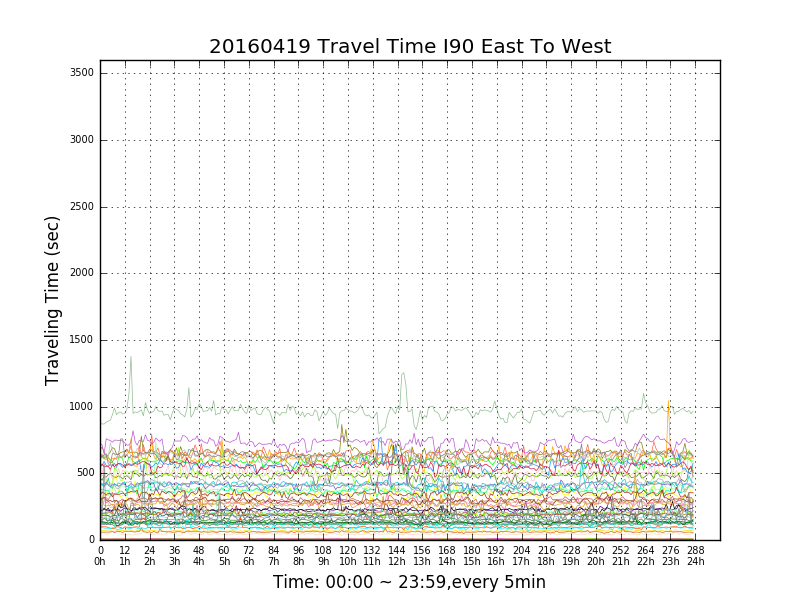 20160419 Travel Time I90 East To West
3500
3000
2500
2000
1500
1000
500
0
Traveling Time (sec)
0 12 24 36 48 60 72 84 96 108 120 132 144 156 168 180 192 204 216 228 240 252 264 276 288
0h 1h 2h 3h 4h 5h 6h 7h 8h 9h 10h 11h 12h 13h 14h 15h 16h 17h 18h 19h 20h 21h 22h 23h 24h
Time: 00:00 ~ 23:59,every 5min